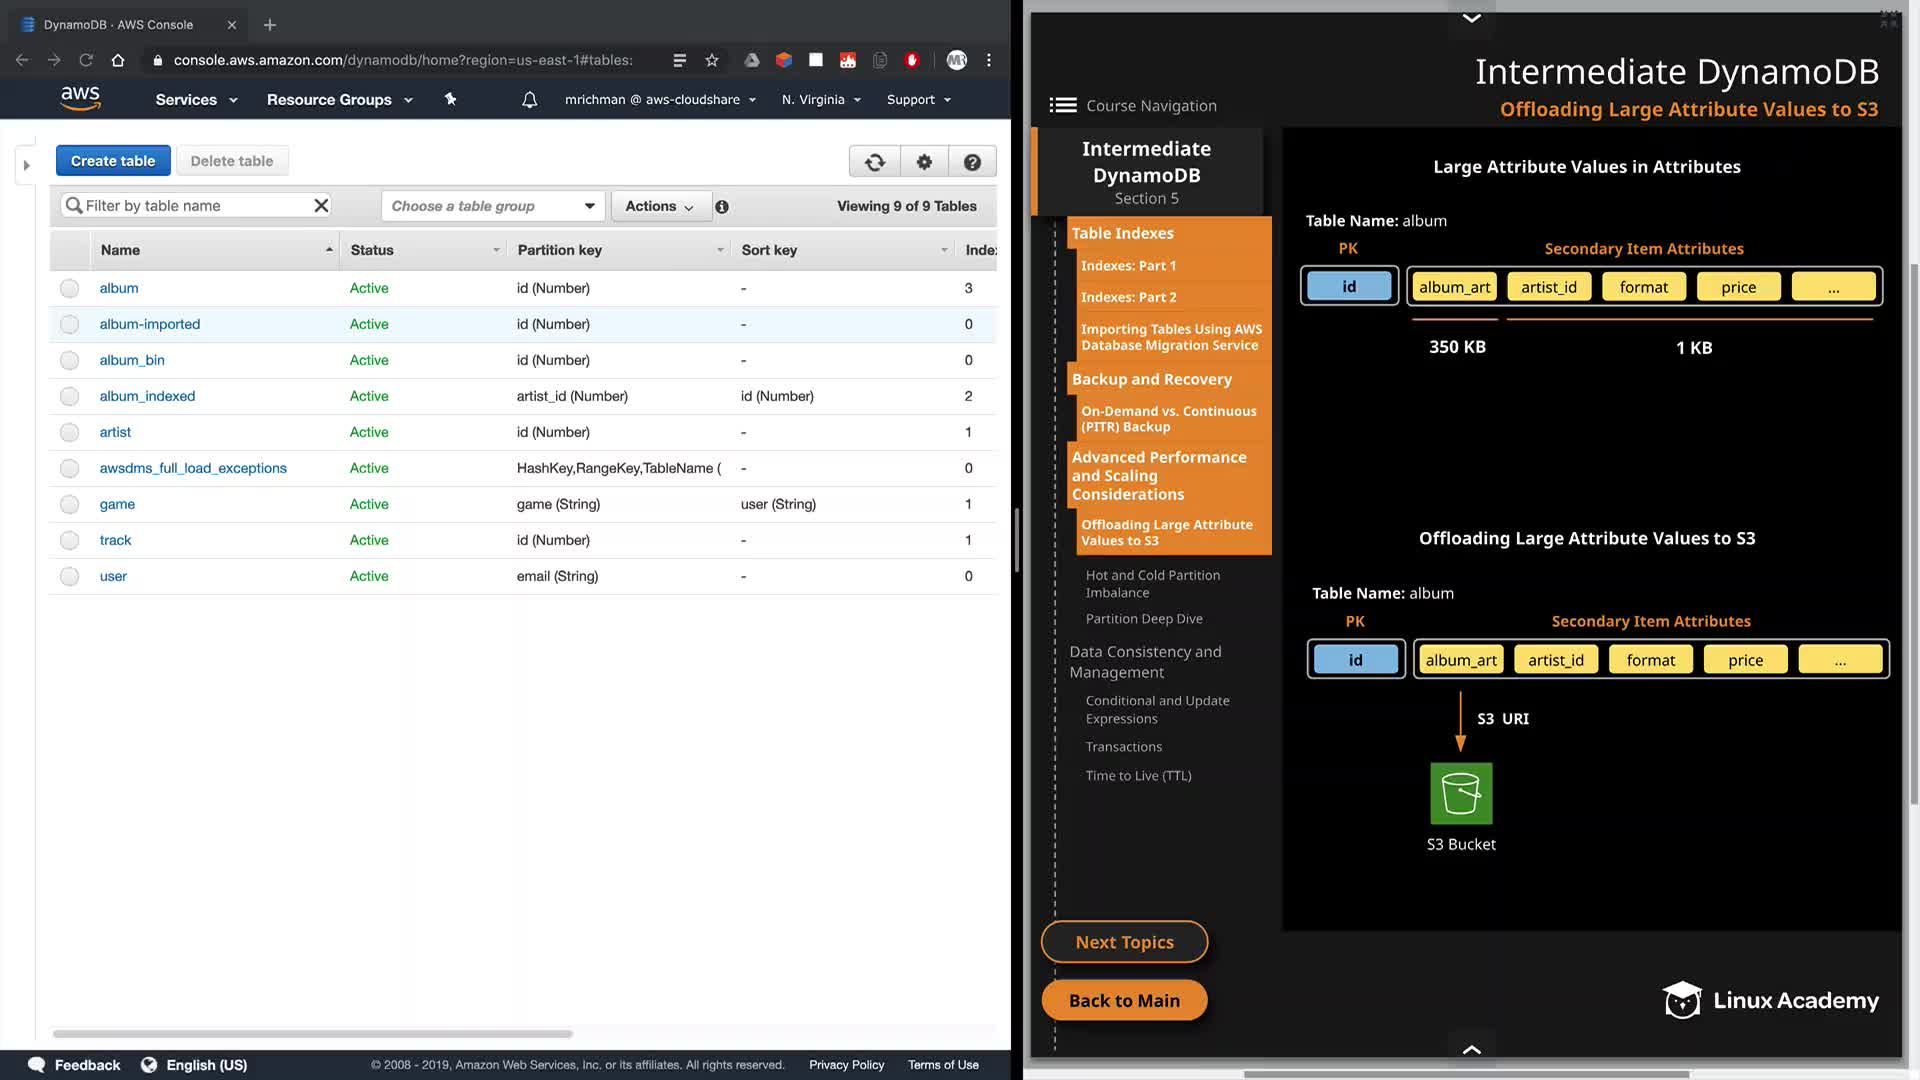 DynamoDB · AWS Console
console.aws.amazon.com/dynamodb/home?region=us-east-1#tables:
MR
aws
Services
Resource Groups
mrichman @ aws-cloudshare
N. Virginia
Support
Create table
Delete table
Filter by table name
Choose a table group
Actions
Viewing 9 of 9 Tables
Name Status Partition key Sort key Index
album Active id (Number) - 3
album-imported Active id (Number) - 0
album_bin Active id (Number) - 0
album_indexed Active artist_id (Number) id (Number) 2
artist Active id (Number) - 1
awsdms_full_load_exceptions Active HashKey,RangeKey,TableName ( - 0
game Active game (String) user (String) 1
track Active id (Number) - 1
user Active email (String) - 0
Feedback
English (US)
© 2008 - 2019, Amazon Web Services, Inc. or its affiliates. All rights reserved.
Privacy Policy
Terms of Use
Intermediate DynamoDB
Offloading Large Attribute Values to S3
Course Navigation
Intermediate
DynamoDB
Section 5
Table Indexes
Indexes: Part 1
Indexes: Part 2
Importing Tables Using AWS
Database Migration Service
Backup and Recovery
On-Demand vs. Continuous
(PITR) Backup
Advanced Performance
and Scaling
Considerations
Offloading Large Attribute
Values to S3
Hot and Cold Partition
Imbalance
Partition Deep Dive
Data Consistency and
Management
Conditional and Update
Expressions
Transactions
Time to Live (TTL)
Next Topics
Back to Main
Large Attribute Values in Attributes
Table Name: album
PK Secondary Item Attributes
id album_art artist_id format price ...
350 KB 1 KB
Offloading Large Attribute Values to S3
Table Name: album
PK Secondary Item Attributes
id album_art artist_id format price ...
S3 URI
S3 Bucket
Linux Academy